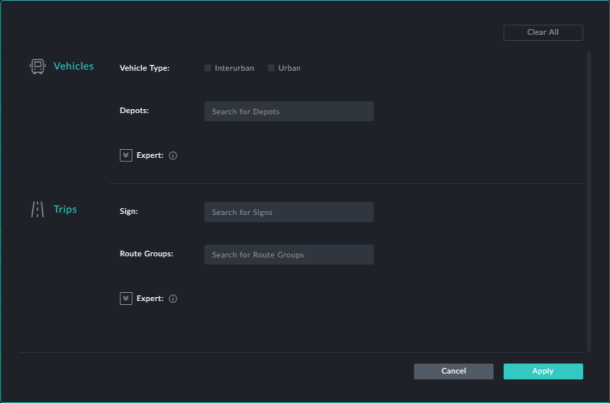 Clear All
Vehicles
Vehicle Type: Interurban Urban
Depots: Search for Depots
Expert:
Trips
Sign: Search for Signs
Route Groups: Search for Route Groups
Expert:
Cancel Apply